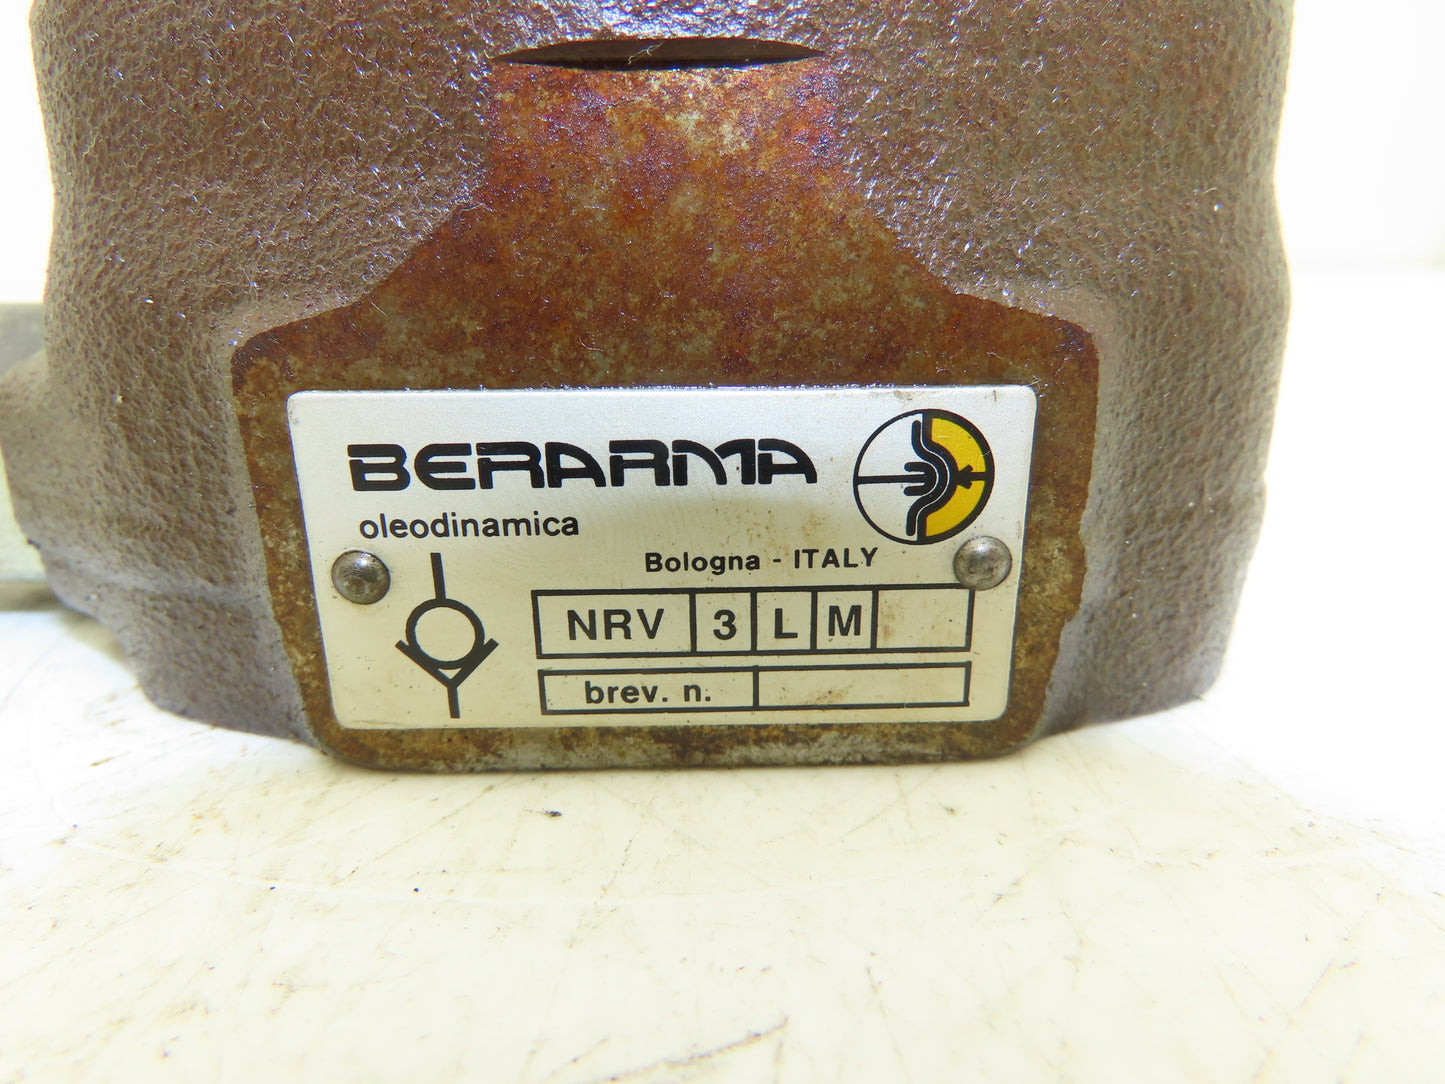 BERARMA
oleodinamica
Bologna - ITALY
NRV 3 L M
brev. n.